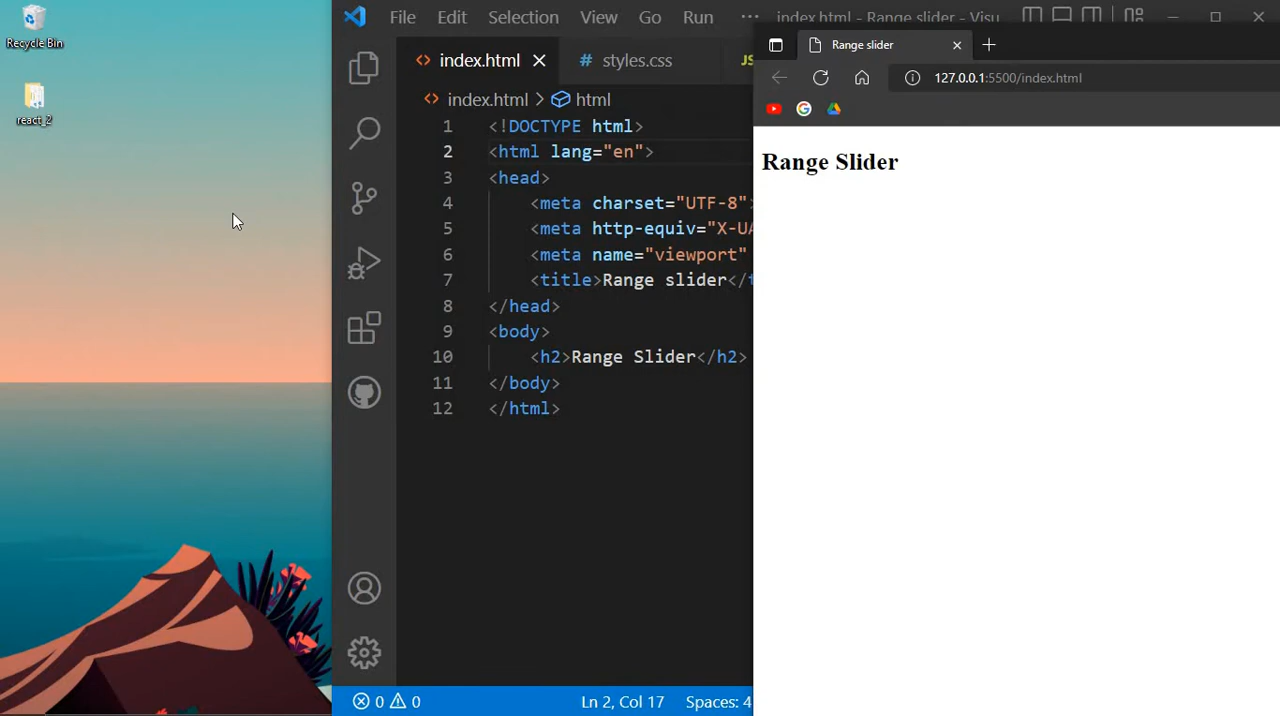 Recycle Bin
react_2
File Edit Selection View Go Run ··· index.html - Range slider - Visu
index.html
# styles.css
JS
index.html > html
1 <!DOCTYPE html>
2 <html lang="en">
3 <head>
4 <meta charset="UTF-8">
5 <meta http-equiv="X-UA
6 <meta name="viewport"
7 <title>Range slider</t
8 </head>
9 <body>
10 <h2>Range Slider</h2>
11 </body>
12 </html>
0 0
Ln 2, Col 17 Spaces: 4
Range slider
127.0.0.1:5500/index.html
Range Slider